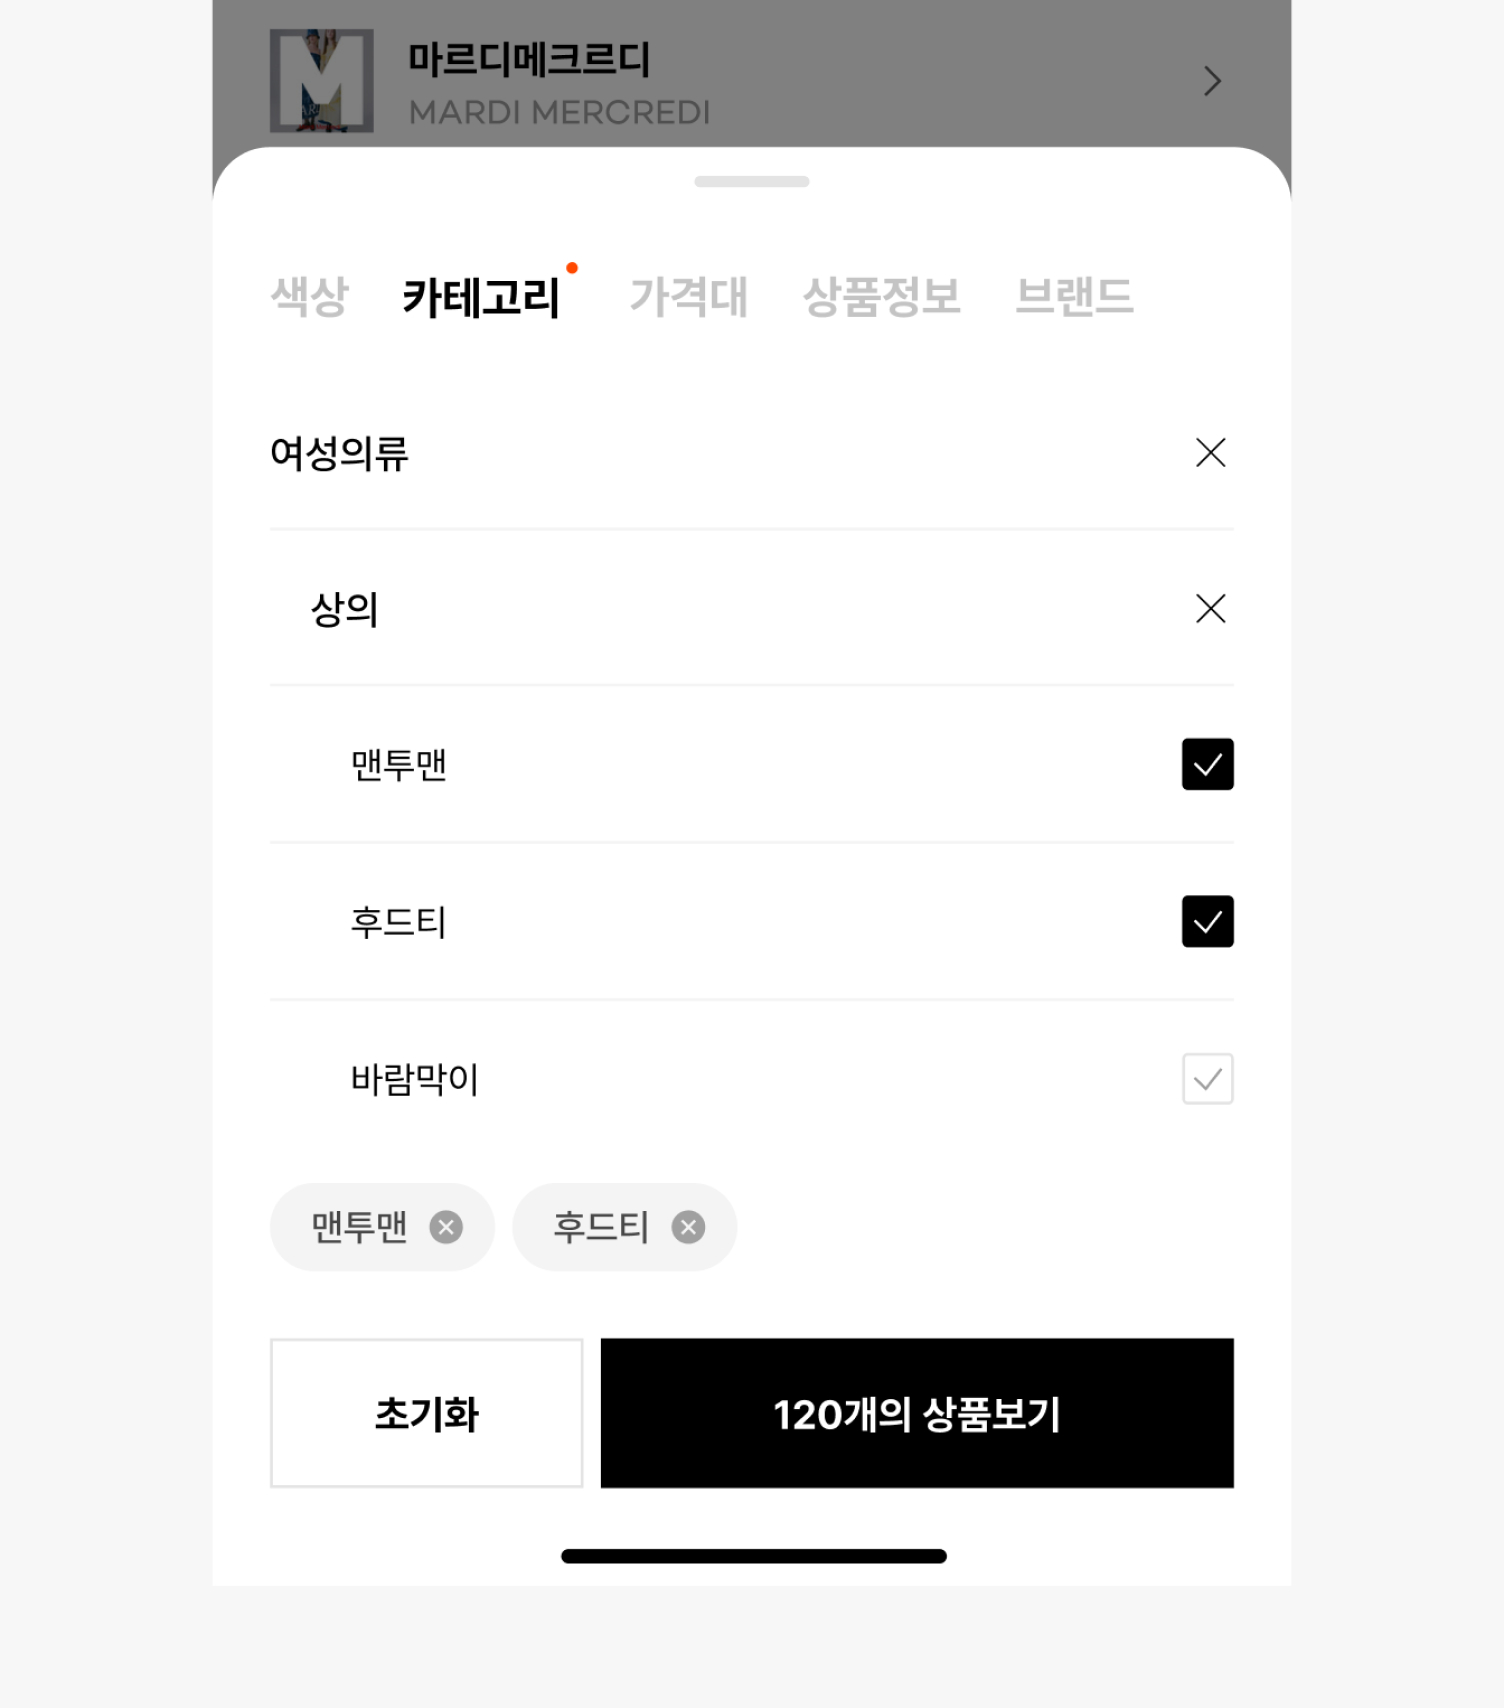 M
마르디메크르디
MARDI MERCREDI
색상 카테고리 가격대 상품정보 브랜드
여성의류
상의
맨투맨
후드티
바람막이
맨투맨 후드티
초기화 120개의 상품보기